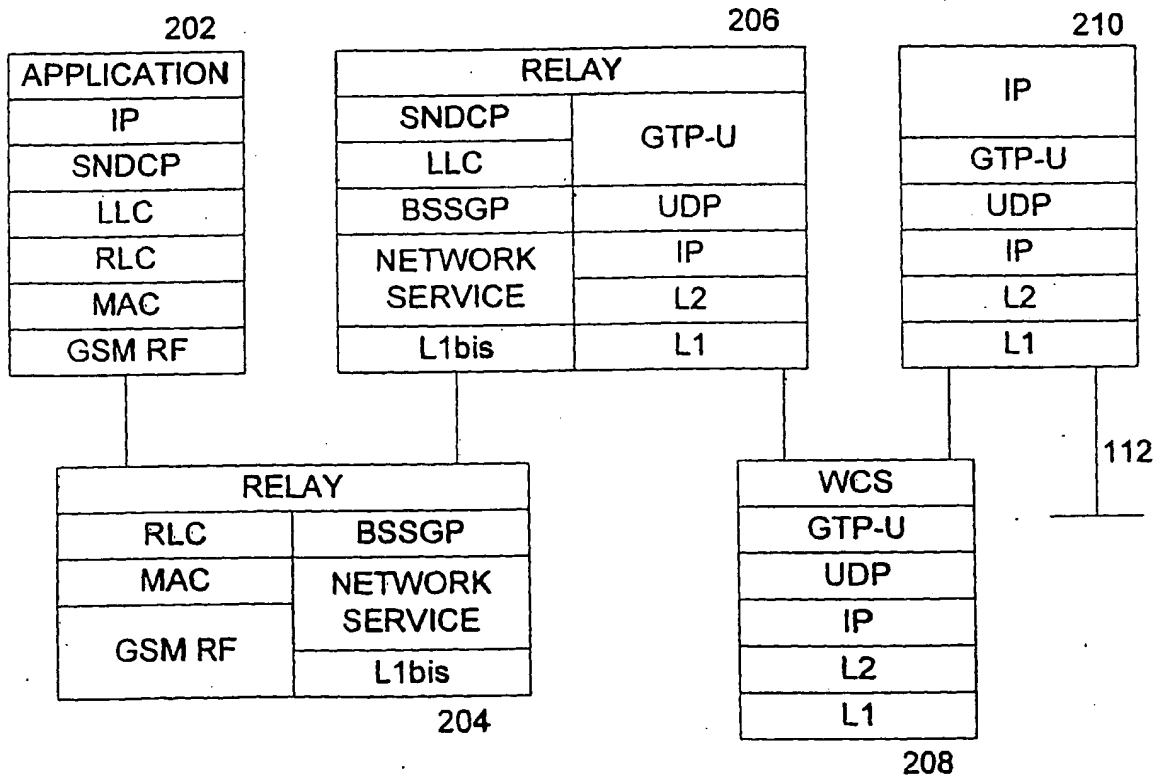 202
APPLICATION
IP
SNDCP
LLC
RLC
MAC
GSM RF
206
RELAY
SNDCP
LLC
BSSGP
NETWORK
SERVICE
L1bis
GTP-U
UDP
IP
L2
L1
210
IP
GTP-U
UDP
IP
L2
L1
112
RELAY
RLC
MAC
GSM RF
BSSGP
NETWORK
SERVICE
L1bis
204
WCS
GTP-U
UDP
IP
L2
L1
208